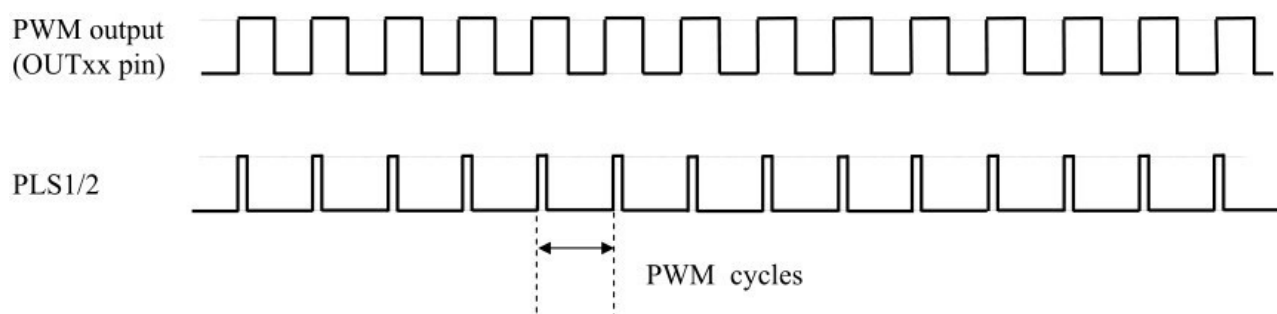 PWM output
(OUTxx pin)
PLS1/2
PWM cycles